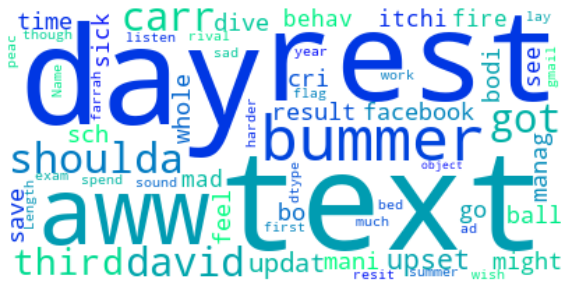 time carr dive behav itchi fire lay
peac though sick listen rival sad year work see gmail
day rest
Name farrah whole cri flag bodi
sch result facebook got
shoulda harder bummer manag
save Length exam spend sound mad feel dtype object
aww text
bo first much bed go ad ball
third david updat mani upset might
resit summer wish